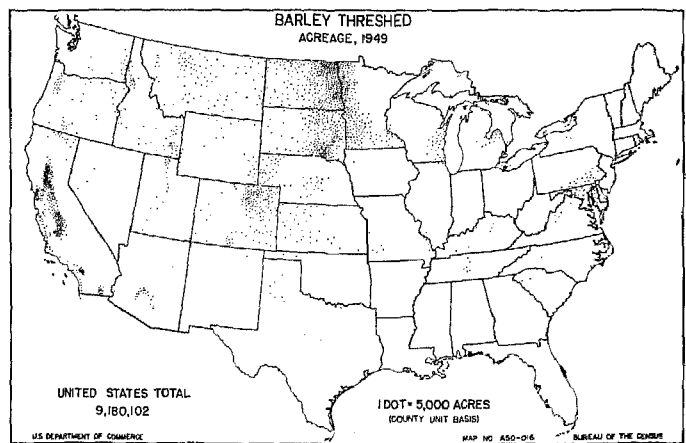 BARLEY THRESHED
ACREAGE, 1949
UNITED STATES TOTAL
9,180,102
1 DOT = 5,000 ACRES
(COUNTY UNIT BASIS)
U.S. DEPARTMENT OF COMMERCE
MAP NO A50-016
BUREAU OF THE CENSUS